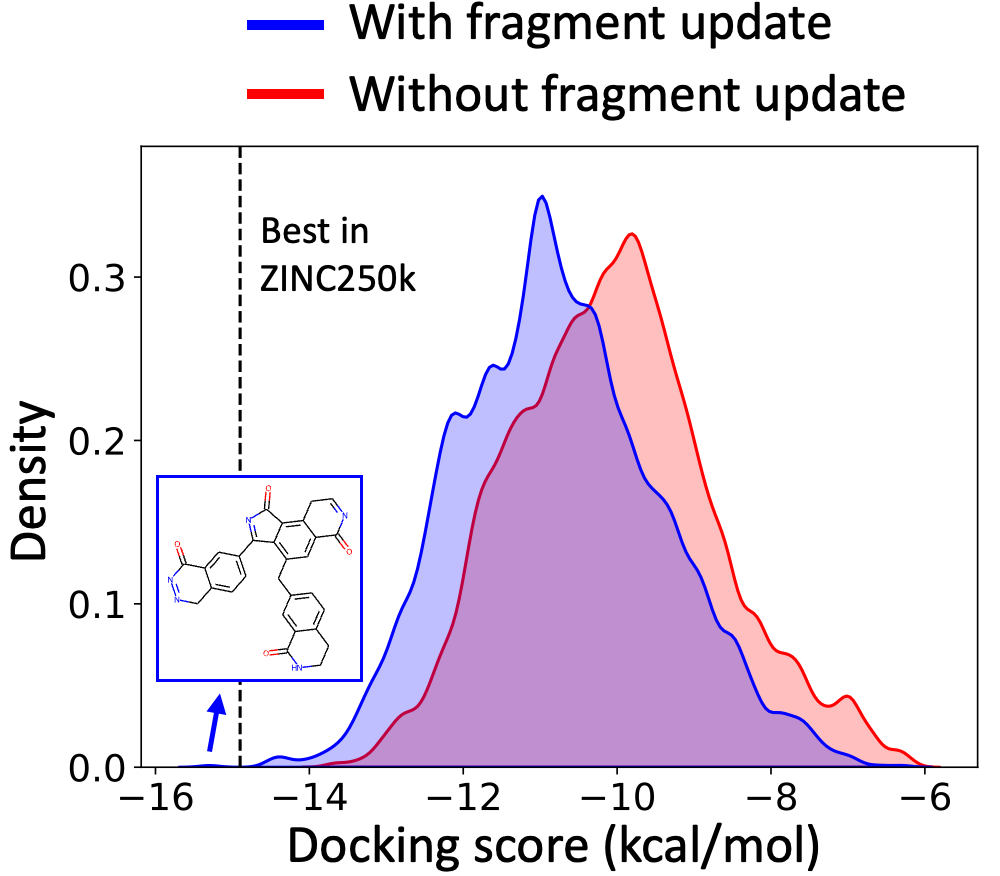 With fragment update
Without fragment update
Best in
ZINC250k
Density
0.3
0.2
0.1
0.0
O
N
N
O
O
N
N
O
HN
−16
−14
−12
−10
−8
−6
Docking score (kcal/mol)